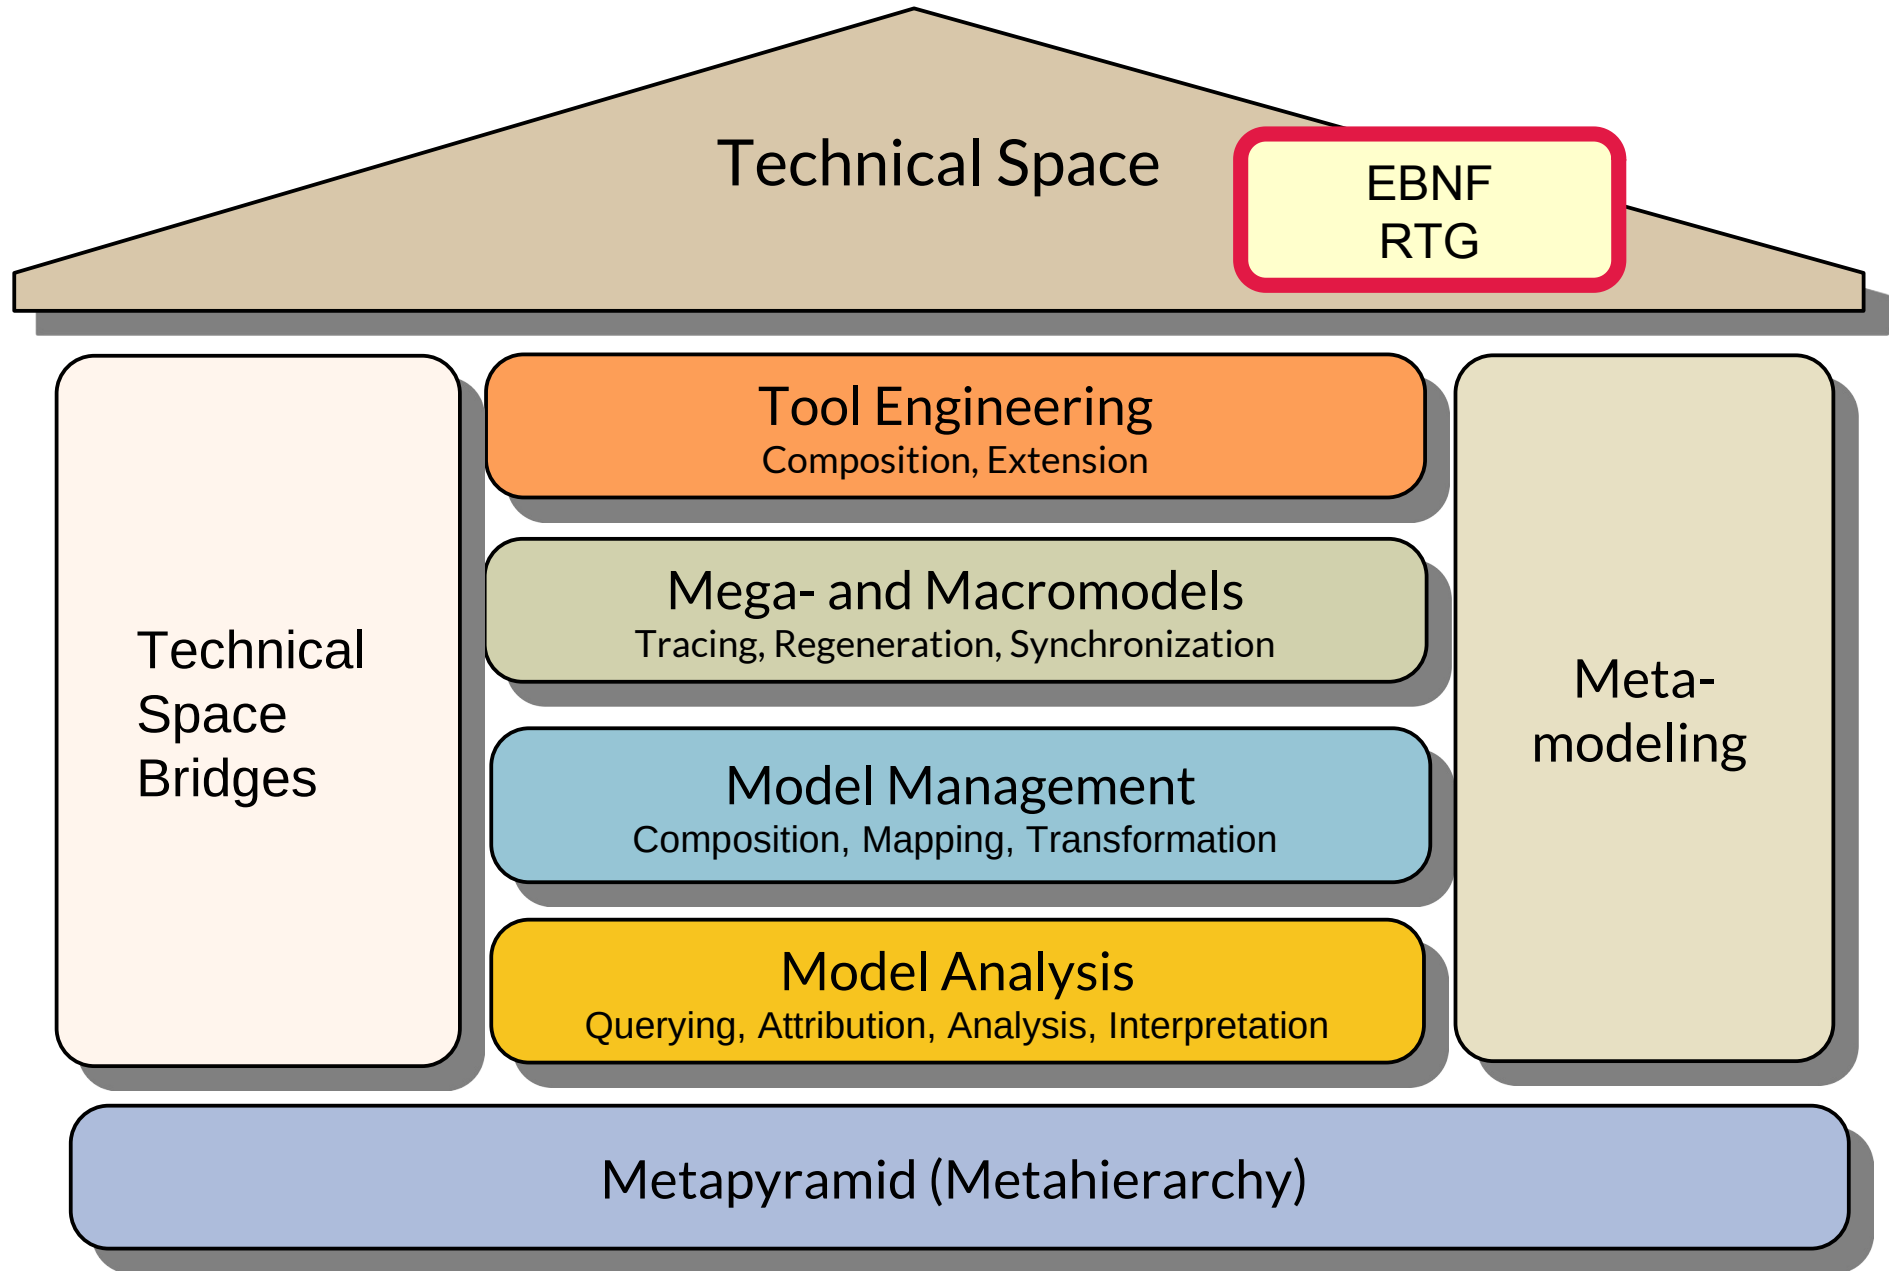 Technical Space
EBNF
RTG
Tool Engineering
Composition, Extension
Mega- and Macromodels
Tracing, Regeneration, Synchronization
Technical
Space
Bridges
Meta-
modeling
Model Management
Composition, Mapping, Transformation
Model Analysis
Querying, Attribution, Analysis, Interpretation
Metapyramid (Metahierarchy)